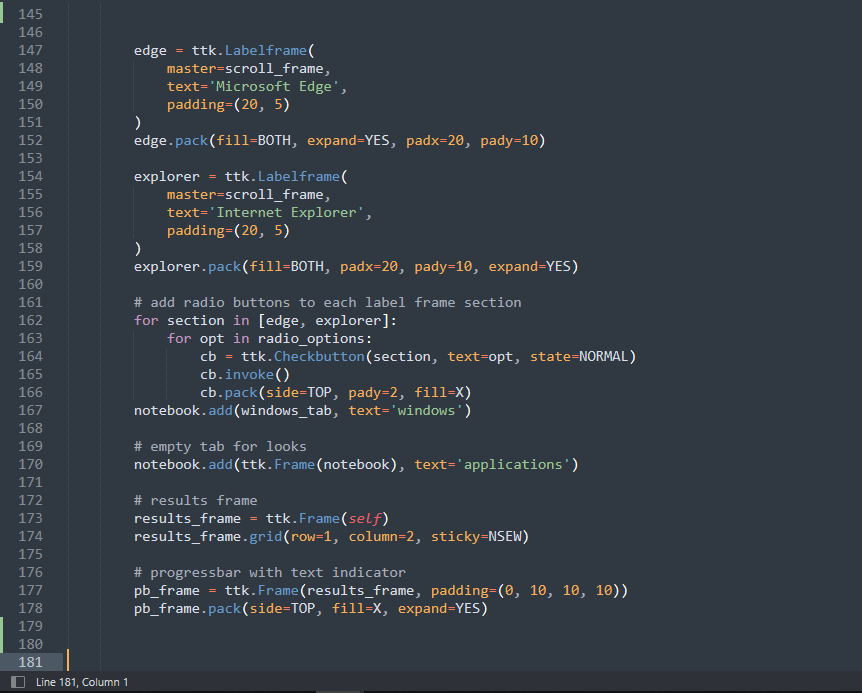 145
146
147 edge = ttk.Labelframe(
148 master=scroll_frame,
149 text='Microsoft Edge',
150 padding=(20, 5)
151 )
152 edge.pack(fill=BOTH, expand=YES, padx=20, pady=10)
153
154 explorer = ttk.Labelframe(
155 master=scroll_frame,
156 text='Internet Explorer',
157 padding=(20, 5)
158 )
159 explorer.pack(fill=BOTH, padx=20, pady=10, expand=YES)
160
161 # add radio buttons to each label frame section
162 for section in [edge, explorer]:
163 for opt in radio_options:
164 cb = ttk.Checkbutton(section, text=opt, state=NORMAL)
165 cb.invoke()
166 cb.pack(side=TOP, pady=2, fill=X)
167 notebook.add(windows_tab, text='windows')
168
169 # empty tab for looks
170 notebook.add(ttk.Frame(notebook), text='applications')
171
172 # results frame
173 results_frame = ttk.Frame(self)
174 results_frame.grid(row=1, column=2, sticky=NSEW)
175
176 # progressbar with text indicator
177 pb_frame = ttk.Frame(results_frame, padding=(0, 10, 10, 10))
178 pb_frame.pack(side=TOP, fill=X, expand=YES)
179
180
181
Line 181, Column 1